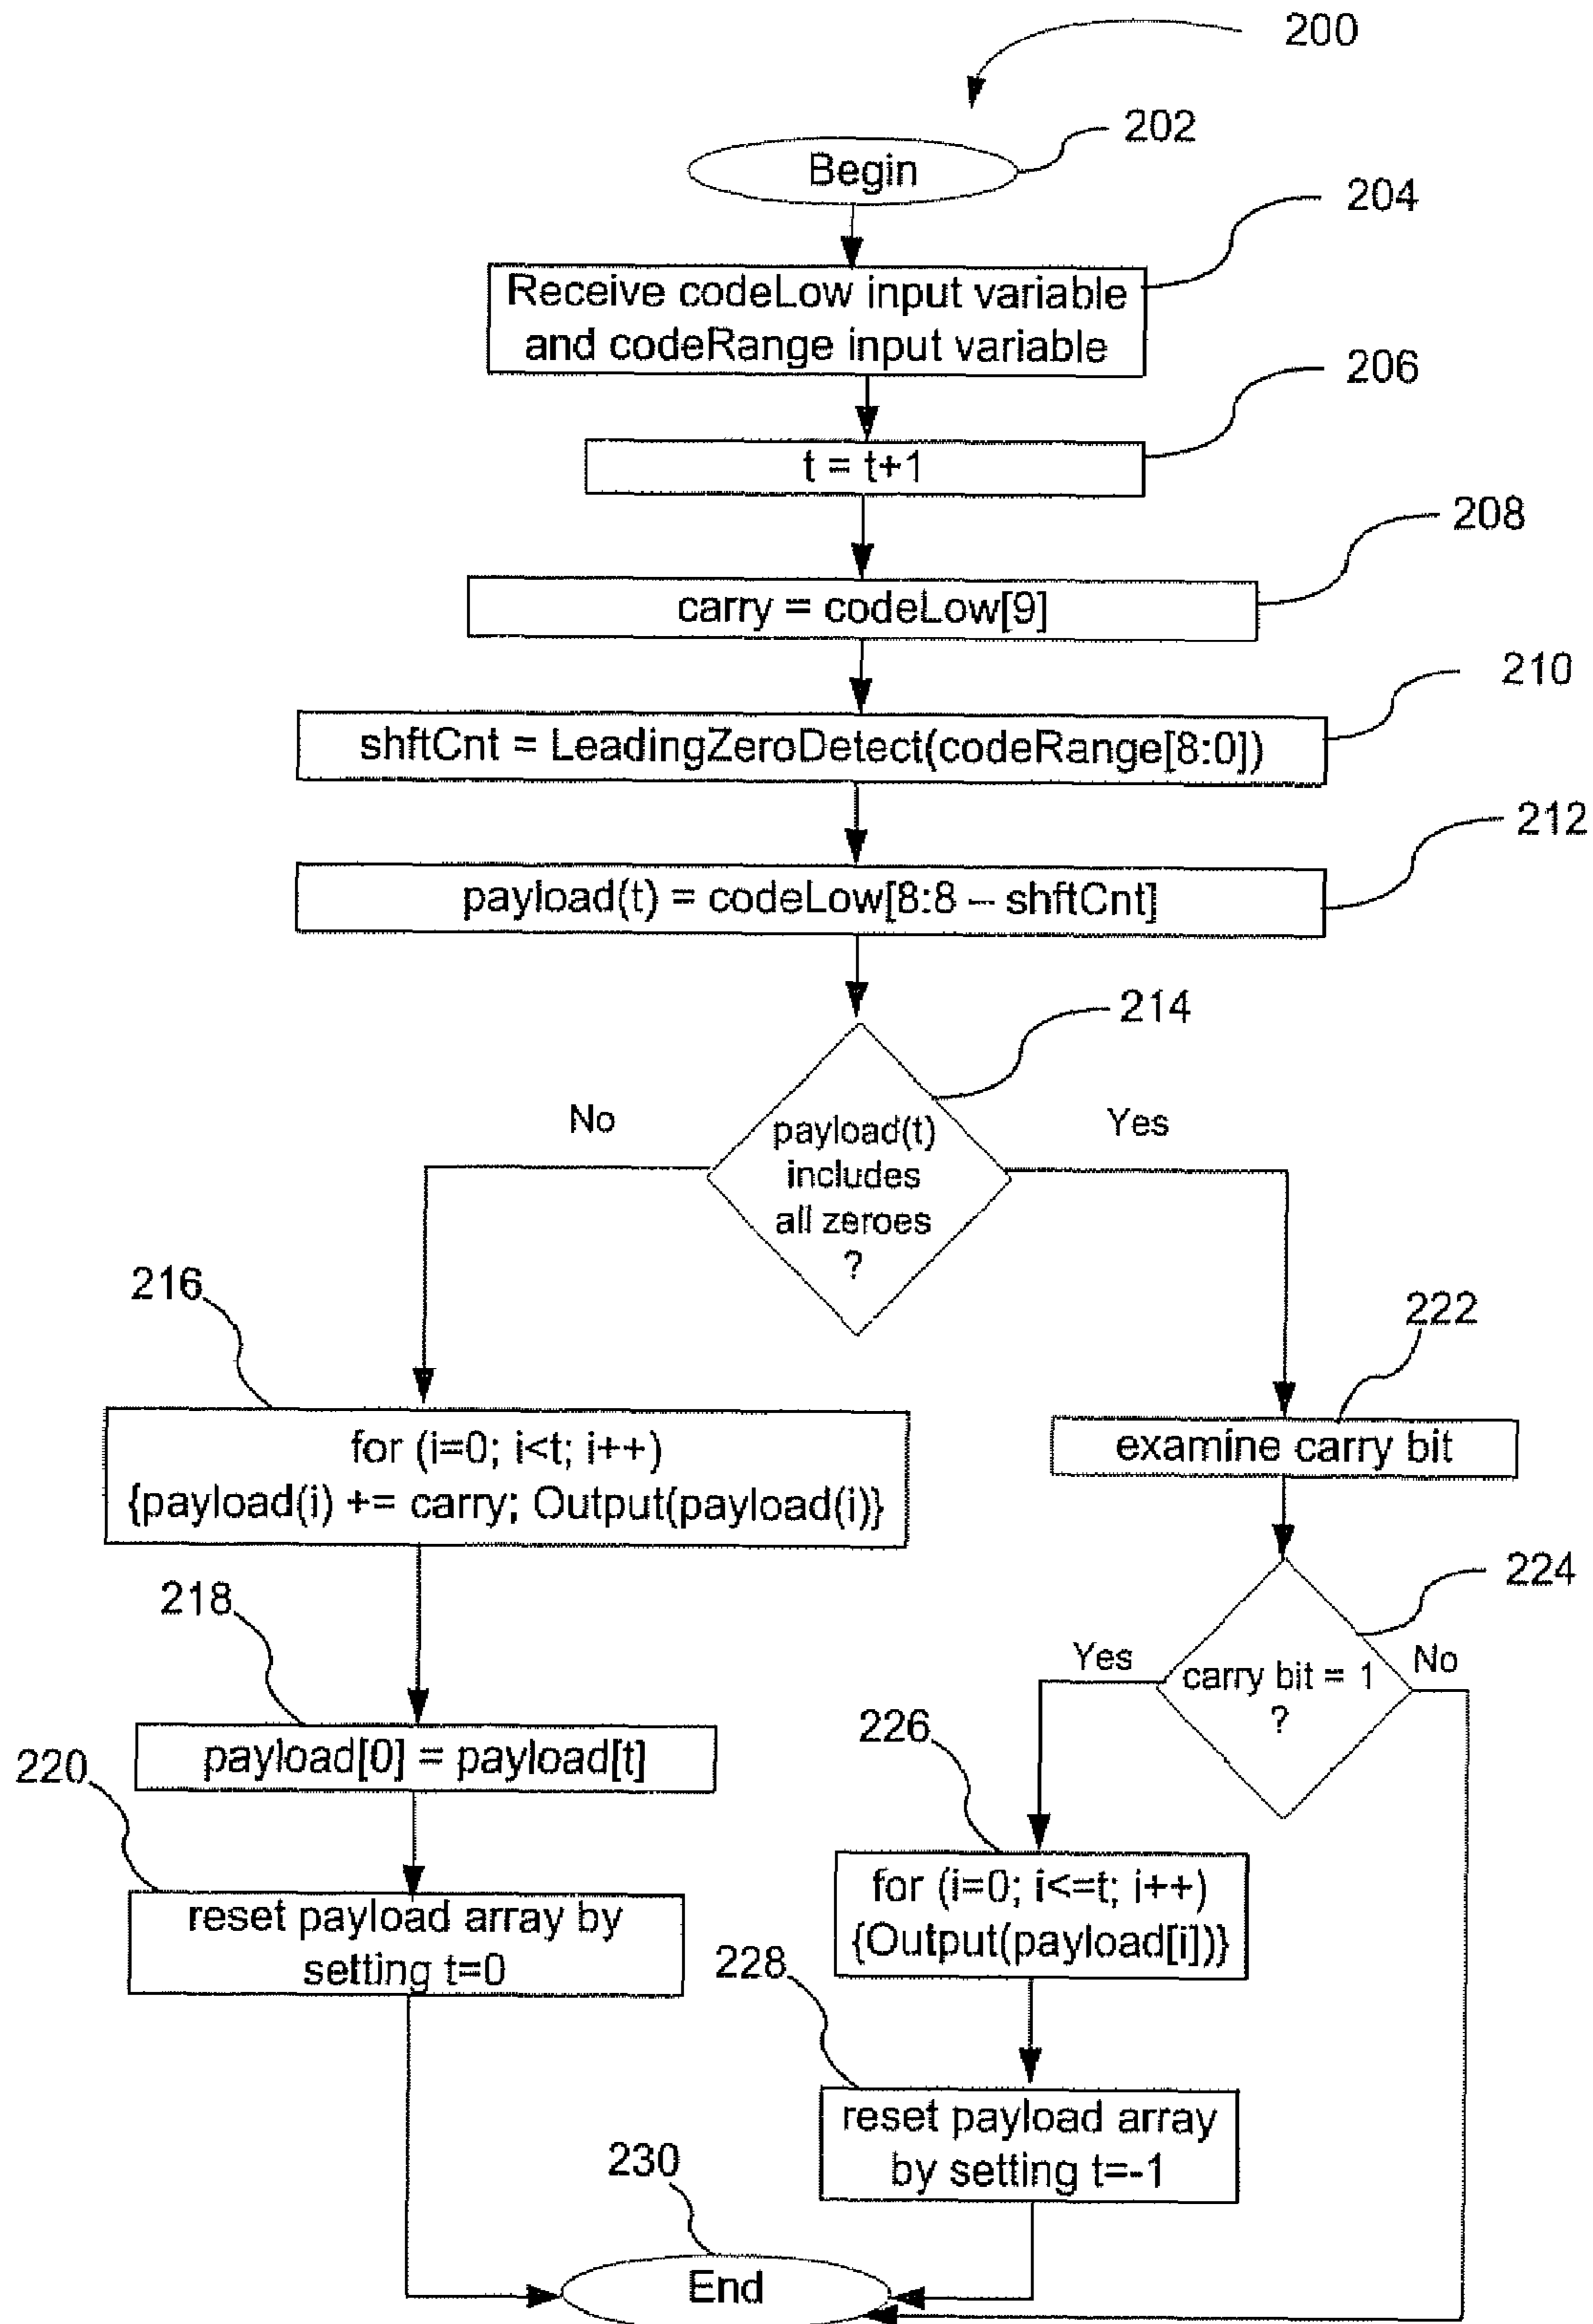 200
202
Begin
204
Receive codeLow input variable
and codeRange input variable
206
t = t+1
208
carry = codeLow[9]
210
shftCnt = LeadingZeroDetect(codeRange[8:0])
212
payload(t) = codeLow[8:8 – shftCnt]
214
No
payload(t)
includes
all zeroes
?
Yes
216
for (i=0; i<t; i++)
{payload(i) += carry; Output(payload(i)}
222
examine carry bit
218
payload[0] = payload[t]
224
Yes
carry bit = 1
?
No
220
reset payload array by
setting t=0
226
for (i=0; i<=t; i++)
{Output(payload[i])}
228
reset payload array
by setting t=-1
230
End